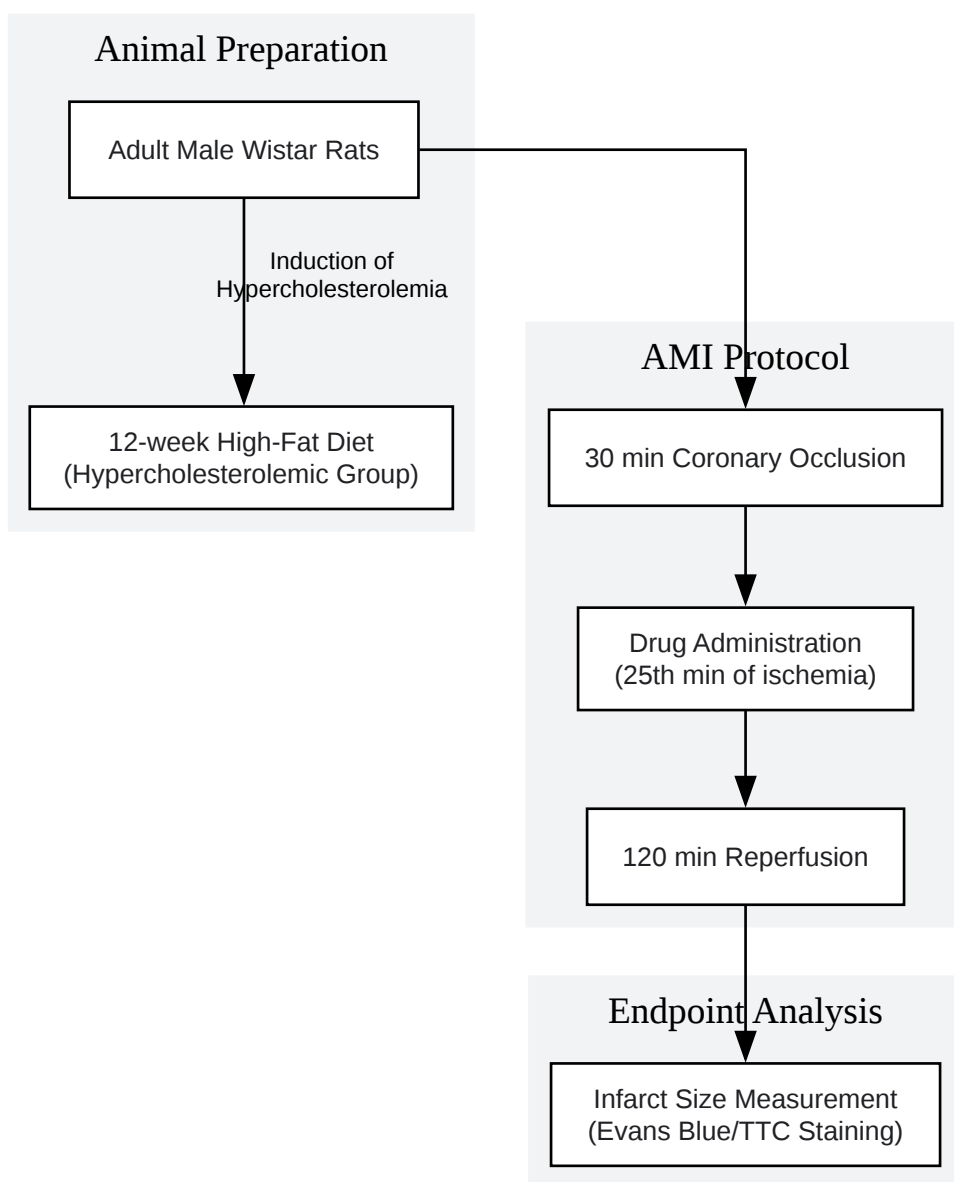 Animal Preparation
Adult Male Wistar Rats
Induction of
Hypercholesterolemia
12-week High-Fat Diet
(Hypercholesterolemic Group)
AMI Protocol
30 min Coronary Occlusion
Drug Administration
(25th min of ischemia)
120 min Reperfusion
Endpoint Analysis
Infarct Size Measurement
(Evans Blue/TTC Staining)